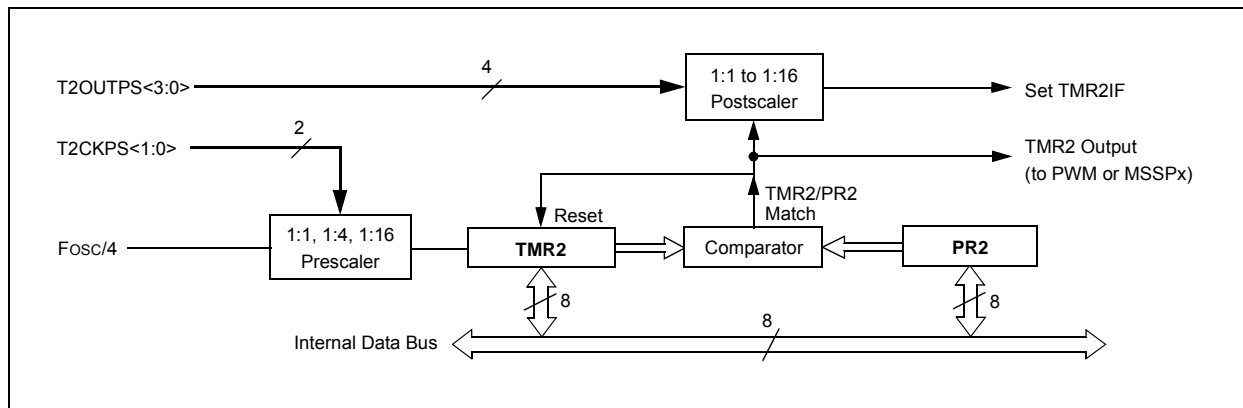 T2OUTPS<3:0>
4
1:1 to 1:16
Postscaler
Set TMR2IF
T2CKPS<1:0>
2
TMR2 Output
(to PWM or MSSPx)
TMR2/PR2
Match
Reset
FOSC/4
1:1, 1:4, 1:16
Prescaler
TMR2
Comparator
PR2
8
8
Internal Data Bus
8